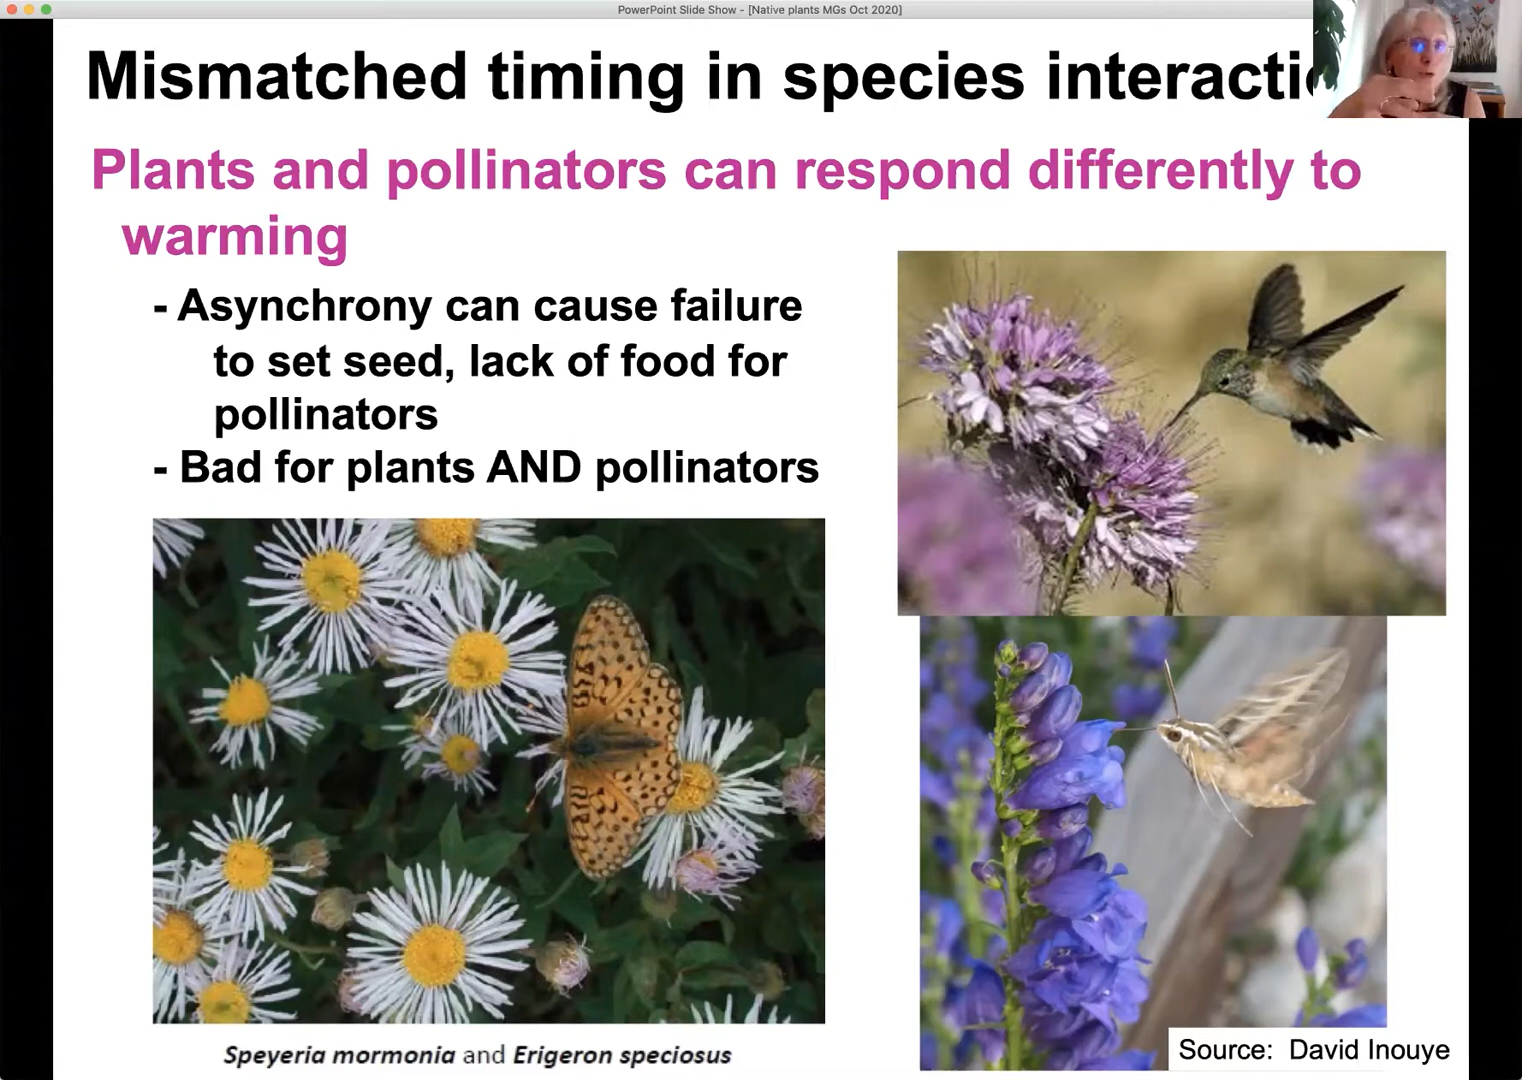 PowerPoint Slide Show - [Native plants MGs Oct 2020]
Mismatched timing in species interacti
Plants and pollinators can respond differently to
warming
- Asynchrony can cause failure
to set seed, lack of food for
pollinators
- Bad for plants AND pollinators
Speyeria mormonia and Erigeron speciosus
Source: David Inouye